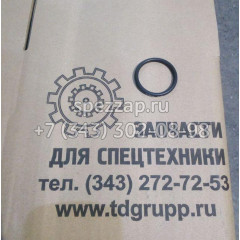 spezzap.ru
ЗАПЧАСТИ
ДЛЯ СПЕЦТЕХНИКИ
тел. (343) 272-72-53
www.tdgrupp.ru